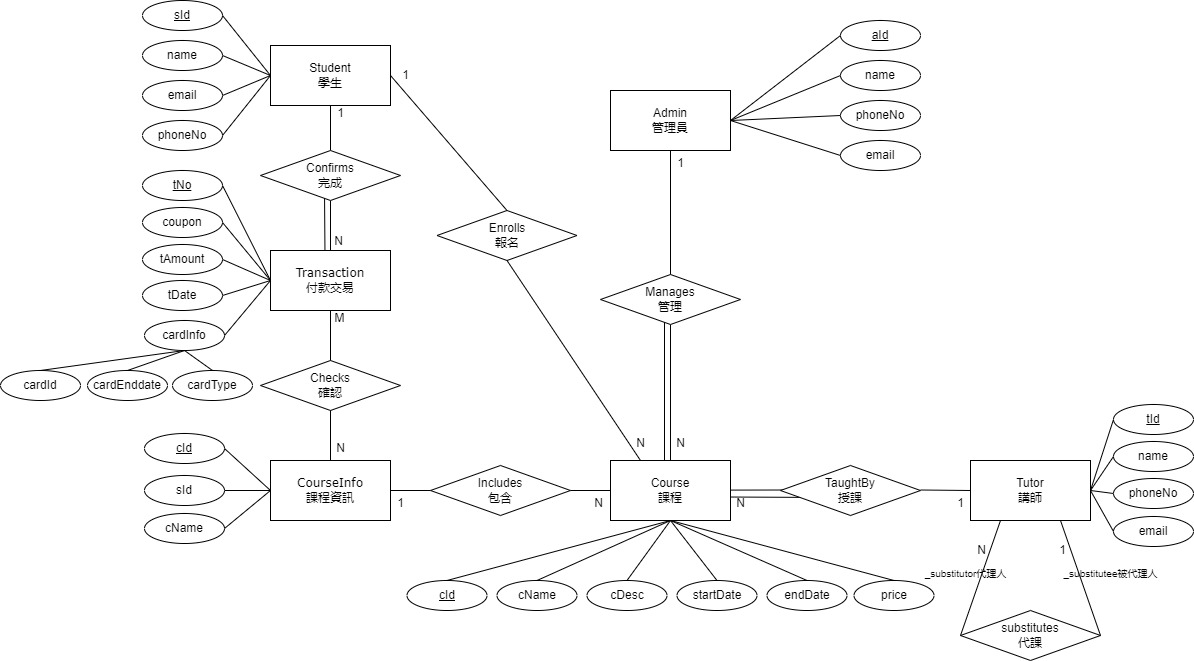 sId
name
email
phoneNo
Student
學生
1
1
Confirms
完成
N
tNo
coupon
tAmount
tDate
cardInfo
cardId
cardEnddate
cardType
Transaction
付款交易
M
Checks
確認
N
Enrolls
報名
N
Admin
管理員
aId
name
phoneNo
email
1
Manages
管理
N
cId
sId
cName
CourseInfo
課程資訊
1
Includes
包含
N
Course
課程
N
TaughtBy
授課
1
Tutor
講師
tId
name
phoneNo
email
cId
cName
cDesc
startDate
endDate
price
N
1
_substitutor代理人
_substitutee被代理人
substitutes
代課